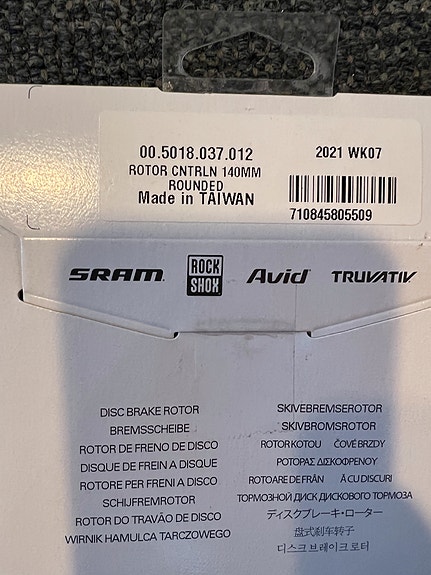 00.5018.037.012
ROTOR CNTRLN 140MM
ROUNDED
Made in TAIWAN
2021 WK07
710845805509
SRAM
ROCK
SHOX
Avid
TRUVATIV
DISC BRAKE ROTOR
BREMSSCHEIBE
ROTOR DE FRENO DE DISCO
DISQUE DE FREIN A DISQUE
ROTORE PER FRENI A DISCO
SCHIJFREMROTOR
ROTOR DO TRAVÃO DE DISCO
WIRNIK HAMULCA TARCZOWEGO
SKIVEBREMSEROTOR
SKIVBROMSROTOR
ROTOR KOTOU ČOVÉ BRZDY
ΡΟΤΟΡΑΣ ΔΙΣΚΟΦΡΕΝΟΥ
ROTOARE DE FRÂN Ă CU DISCURI
ТОРМОЗНОЙ ДИСК ДИСКОВОГО ТОРМОЗА
ディスクブレーキ・ローター
盘式刹车转子
디스크 브레이크 로터